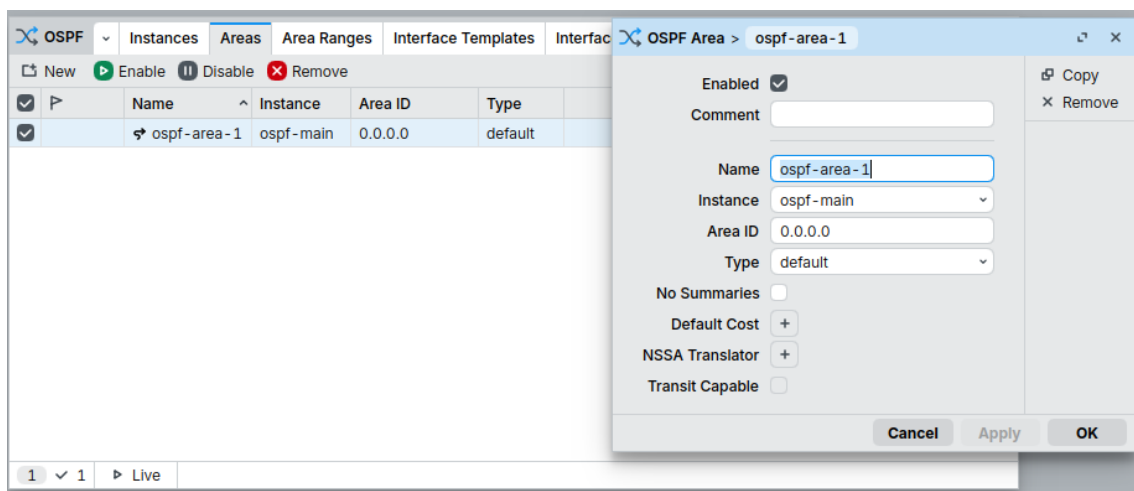 OSPF Instances Areas Area Ranges Interface Templates Interfac
New Enable Disable Remove
Name Instance Area ID Type
ospf-area-1 ospf-main 0.0.0.0 default
1 1 Live
OSPF Area > ospf-area-1
Enabled
Comment
Name ospf-area-1
Instance ospf-main
Area ID 0.0.0.0
Type default
No Summaries
Default Cost +
NSSA Translator +
Transit Capable
Copy
Remove
Cancel Apply OK